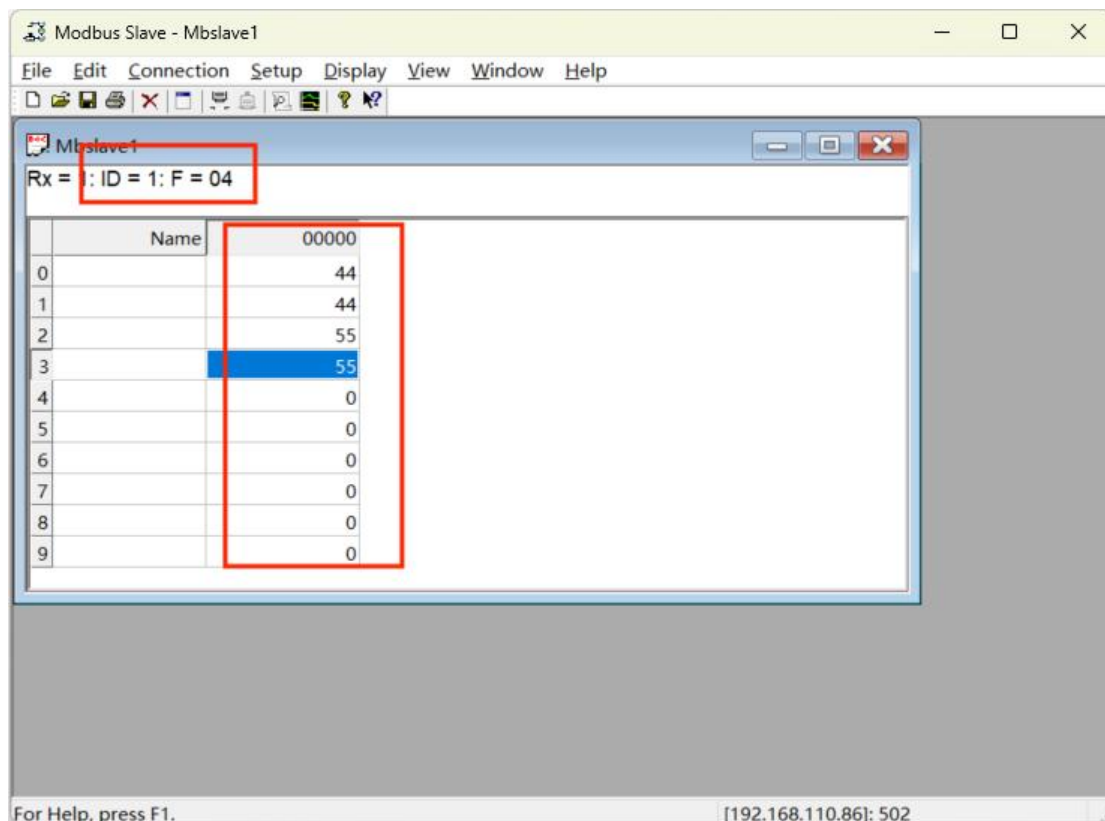 Modbus Slave - Mbslave1
File Edit Connection Setup Display View Window Help
Mbslave1
Rx = 1: ID = 1: F = 04
Name 00000
0 44
1 44
2 55
3 55
4 0
5 0
6 0
7 0
8 0
9 0
For Help, press F1. [192.168.110.86]: 502